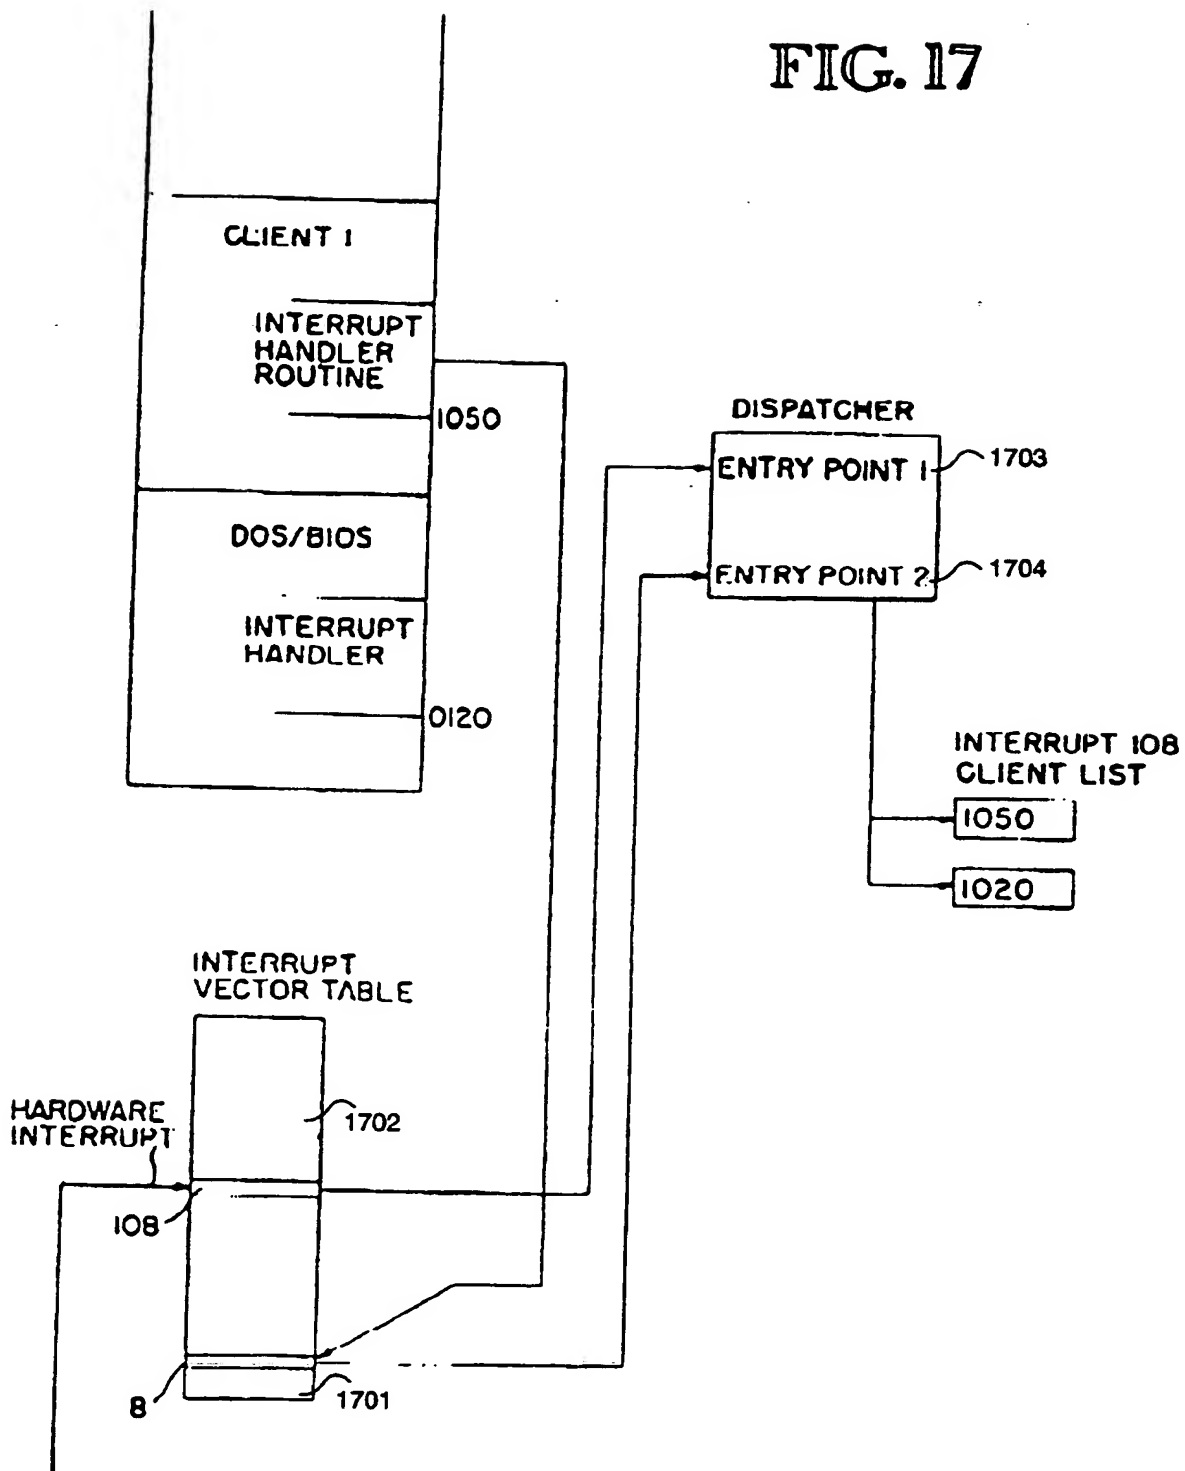 FIG. 17
CLIENT 1
INTERRUPT
HANDLER
ROUTINE
1050
DISPATCHER
ENTRY POINT 1
1703
ENTRY POINT 2
1704
DOS/BIOS
INTERRUPT
HANDLER
0120
INTERRUPT 108
CLIENT LIST
1050
1020
INTERRUPT
VECTOR TABLE
HARDWARE
INTERRUPT
1702
108
8
1701